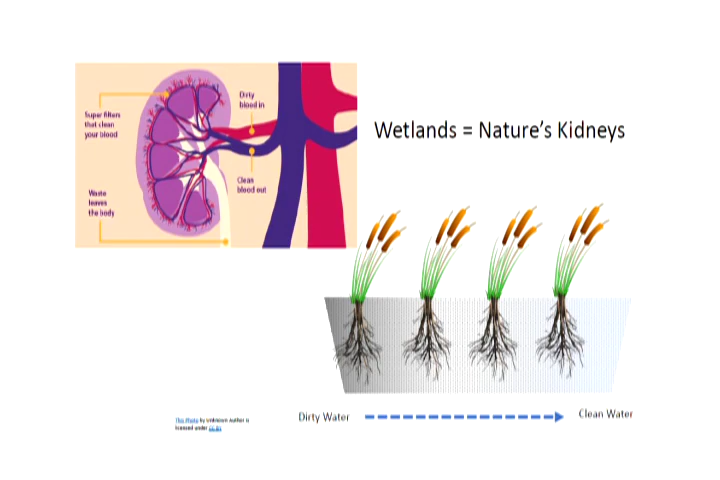 Dirty
blood in
Super filters
that clean
your blood
Wetlands = Nature's Kidneys
Clean
blood out
Waste
leaves
the body
Dirty Water
Clean Water
This Photo by Unknown Author is
licensed under CC BY